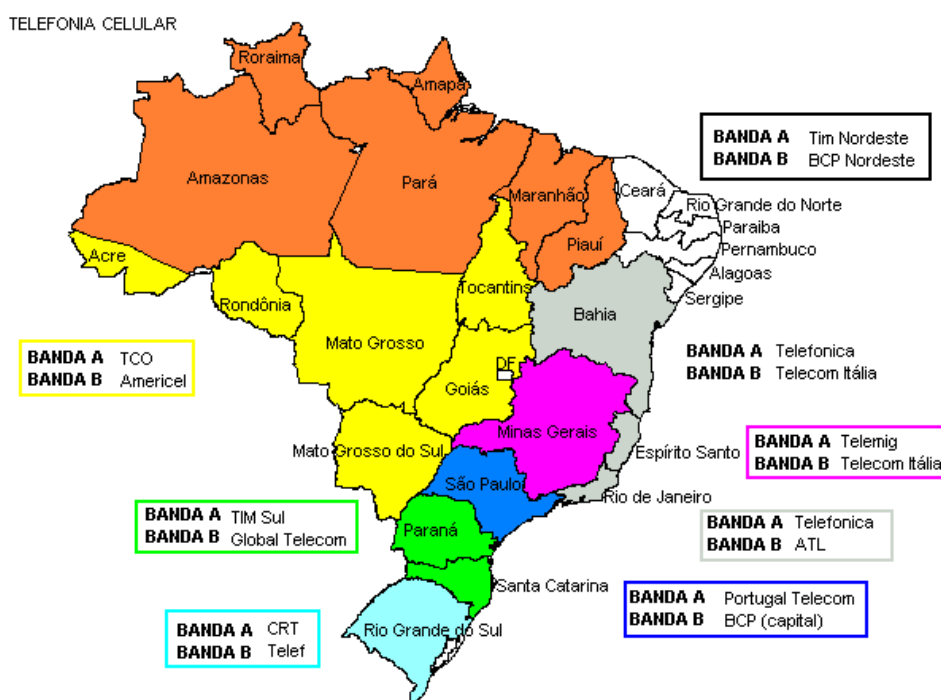 TELEFONIA CELULAR
Roraima
Amapá
BANDA A Tim Nordeste
BANDA B BCP Nordeste
Amazonas
Pará
Maranhão
Ceará
Rio Grande do Norte
Paraiba
Piauí
Pernambuco
Acre
Alagoas
Tocantins
Rondônia
Sergipe
Bahia
Mato Grosso
BANDA A TCO
BANDA B Americel
BANDA A Telefonica
BANDA B Telecom Itália
DF
Goiás
Minas Gerais
Mato Grosso do Sul
Espírito Santo
BANDA A Telemig
BANDA B Telecom Itália
São Paulo
Rio de Janeiro
BANDA A TIM Sul
BANDA B Global Telecom
Paraná
BANDA A Telefonica
BANDA B ATL
Santa Catarina
BANDA A Portugal Telecom
BANDA B BCP (capital)
BANDA A CRT
BANDA B Telef
Rio Grande do Sul